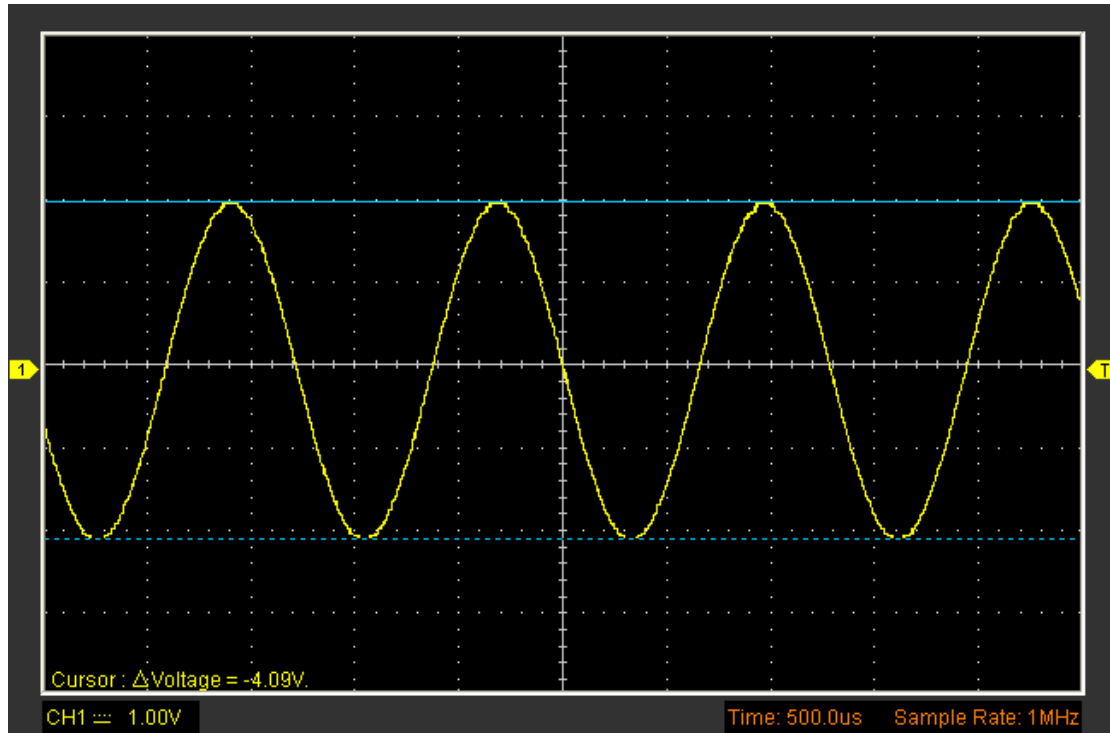 1
T
Cursor : △Voltage = -4.09V.
CH1 ⎓ 1.00V
Time: 500.0us Sample Rate: 1MHz